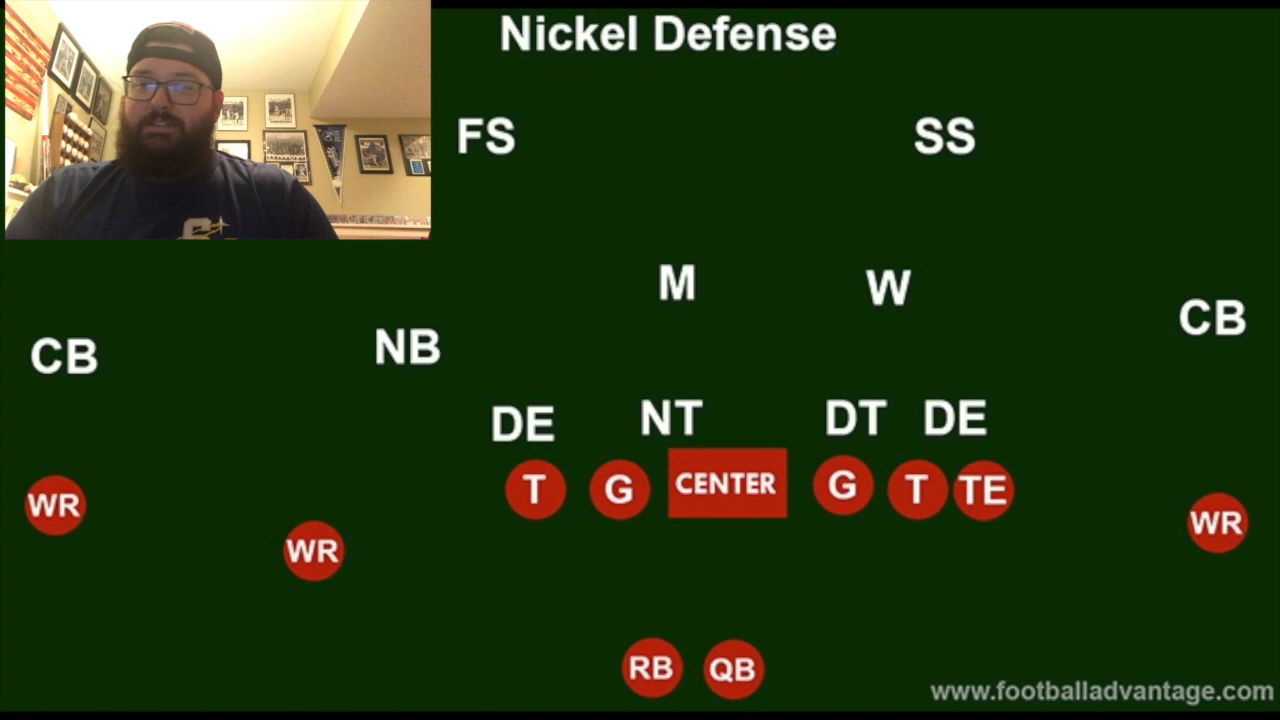 Nickel Defense
FS SS
M W
CB NB CB
DE NT DT DE
T G CENTER G T TE
WR WR WR
RB QB
www.footballadvantage.com